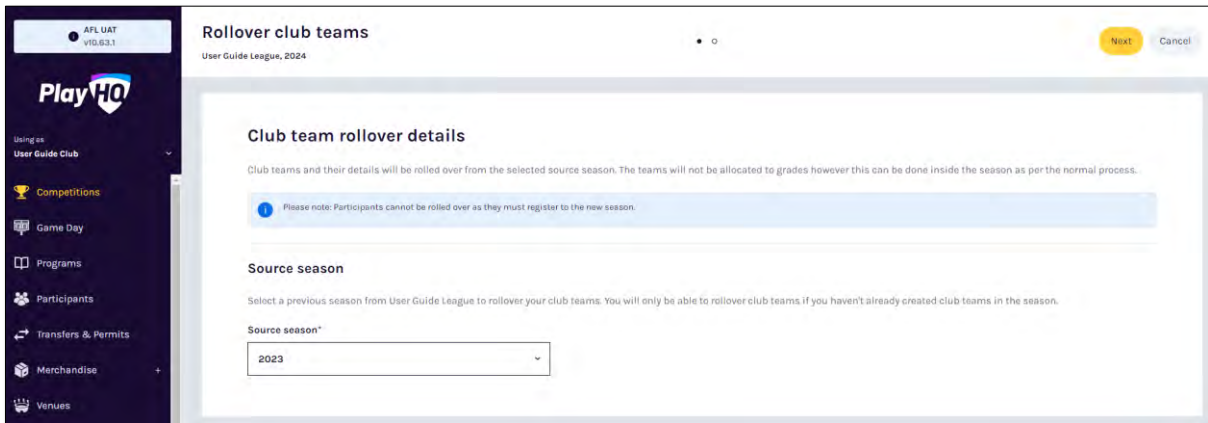 AFL UAT
v10.63.1
PlayHQ
Using as
User Guide Club
Competitions
Game Day
Programs
Participants
Transfers & Permits
Merchandise +
Venues
Rollover club teams
User Guide League, 2024
Next Cancel
Club team rollover details
Club teams and their details will be rolled over from the selected source season. The teams will not be allocated to grades however this can be done inside the season as per the normal process.
Please note: Participants cannot be rolled over as they must register to the new season.
Source season
Select a previous season from User Guide League to rollover your club teams. You will only be able to rollover club teams if you haven't already created club teams in the season.
Source season*
2023